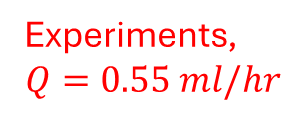 Experiments,
Q = 0.55 ml/hr